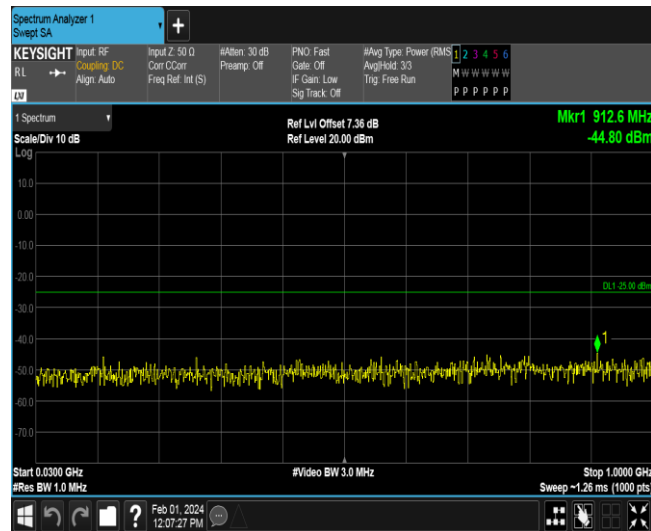 Spectrum Analyzer 1
Swept SA
KEYSIGHT
RL
LXI
Input: RF
Coupling: DC
Align: Auto
Input Z: 50 Ω
Corr CCorr
Freq Ref: Int (S)
#Atten: 30 dB
Preamp: Off
PNO: Fast
Gate: Off
IF Gain: Low
Sig Track: Off
#Avg Type: Power (RMS
Avg|Hold: 3/3
Trig: Free Run
1 2 3 4 5 6
M W W W W W
P P P P P P
1 Spectrum
Scale/Div 10 dB
Log
Ref Lvl Offset 7.36 dB
Ref Level 20.00 dBm
Mkr1 912.6 MHz
-44.80 dBm
10.0
0.00
-10.0
-20.0
DL1 -25.00 dBm
-30.0
-40.0
1
-50.0
-60.0
-70.0
Start 0.0300 GHz
#Video BW 3.0 MHz
Stop 1.0000 GHz
#Res BW 1.0 MHz
Sweep ~1.26 ms (1000 pts)
?
Feb 01, 2024
12:07:27 PM